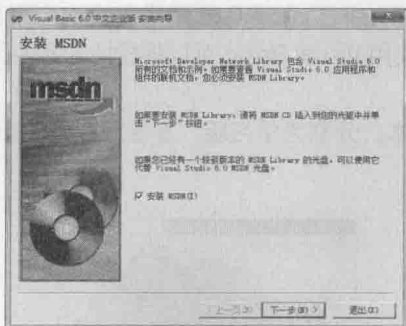 Visual Basic 6.0 中文企业版 安装向导
安装 MSDN
msdn
Microsoft Developer Network Library 包含 Visual Studio 6.0
所有的文档和示例。如果要查看 Visual Studio 6.0 应用程序和
组件的联机文档，您必须安装 MSDN Library。
如果要安装 MSDN Library，请将 MSDN CD 插入到您的光驱中并单
击“下一步”按钮。
如果您已经有一个较新版本的 MSDN Library 的光盘，可以使用它
代替 Visual Studio 6.0 MSDN 光盘。
安装 MSDN(I)
上一步(B)
下一步(N) >
退出(X)